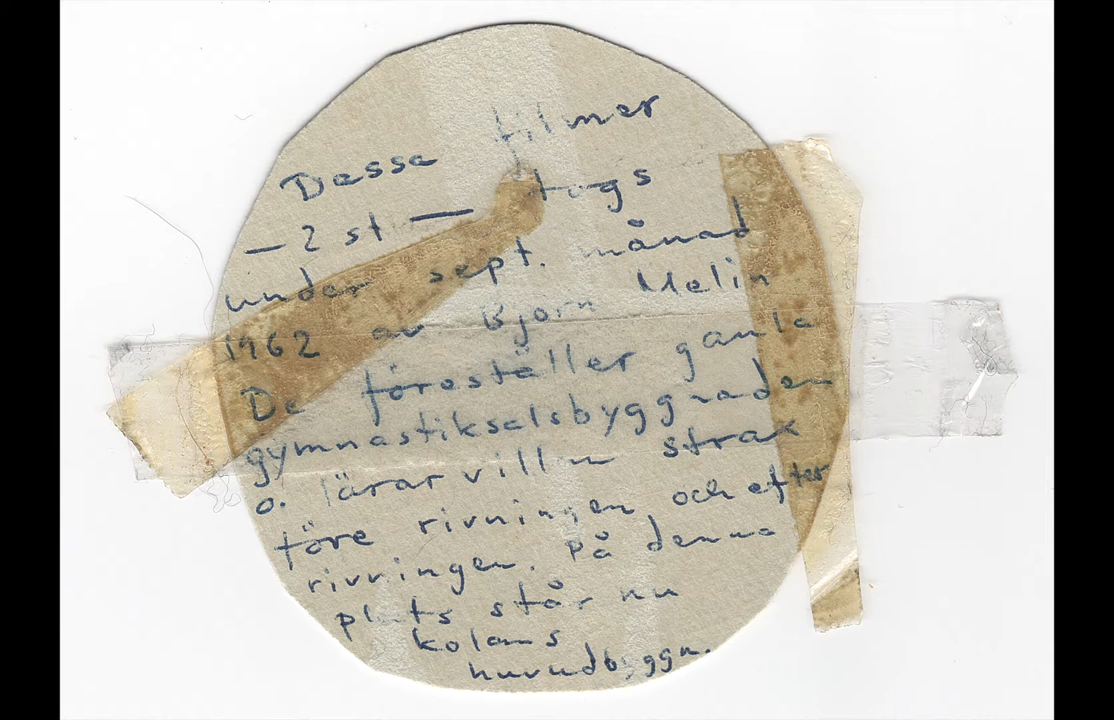 Dessa filmer
— 2 st — togs
under sept. månad
1962 av Björn Melin
De föreställer gamla
gymnastiksalsbyggnaden
o. lärarvillan strax
före rivningen och efter
rivningen. På denna
plats står nu
kolans
huvudbyggn.